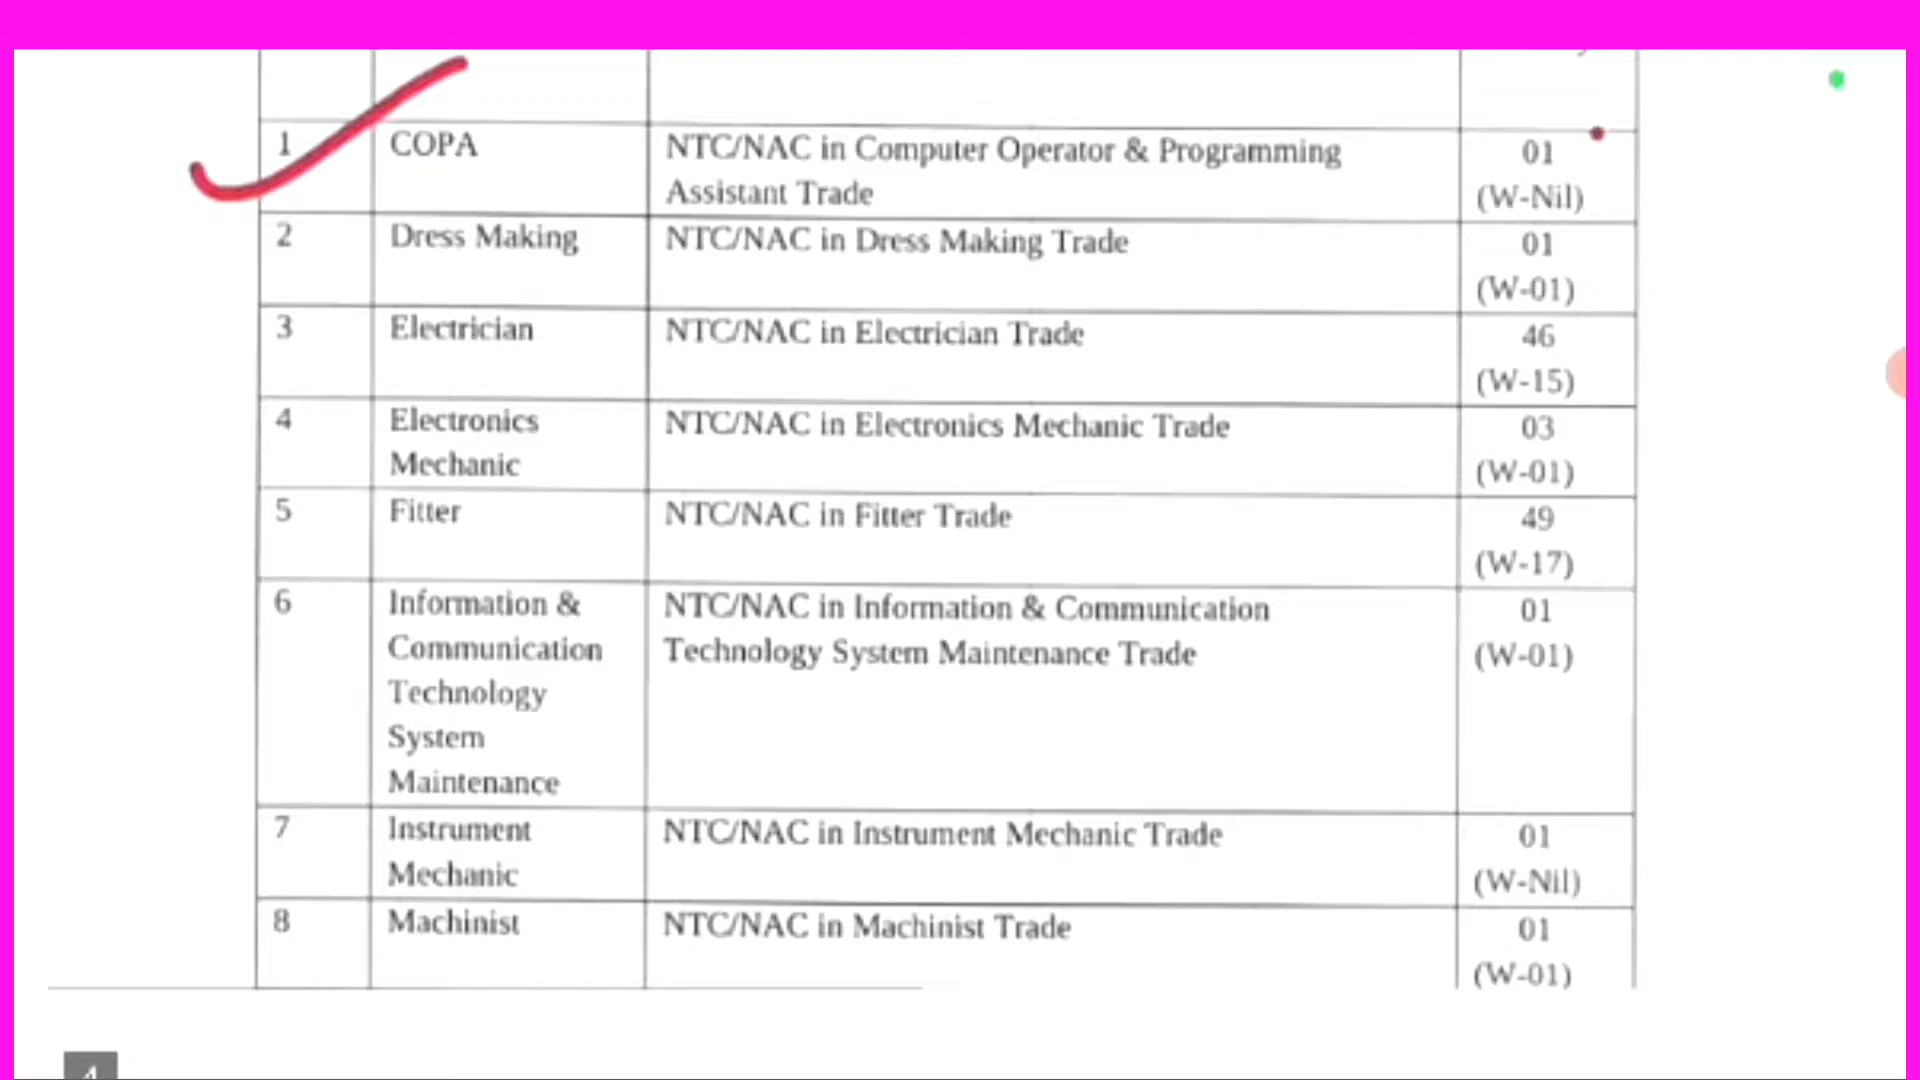 1 COPA NTC/NAC in Computer Operator & Programming 01
Assistant Trade (W-Nil)
2 Dress Making NTC/NAC in Dress Making Trade 01
(W-01)
3 Electrician NTC/NAC in Electrician Trade 46
(W-15)
4 Electronics NTC/NAC in Electronics Mechanic Trade 03
Mechanic (W-01)
5 Fitter NTC/NAC in Fitter Trade 49
(W-17)
6 Information & NTC/NAC in Information & Communication 01
Communication Technology System Maintenance Trade (W-01)
Technology
System
Maintenance
7 Instrument NTC/NAC in Instrument Mechanic Trade 01
Mechanic (W-Nil)
8 Machinist NTC/NAC in Machinist Trade 01
(W-01)